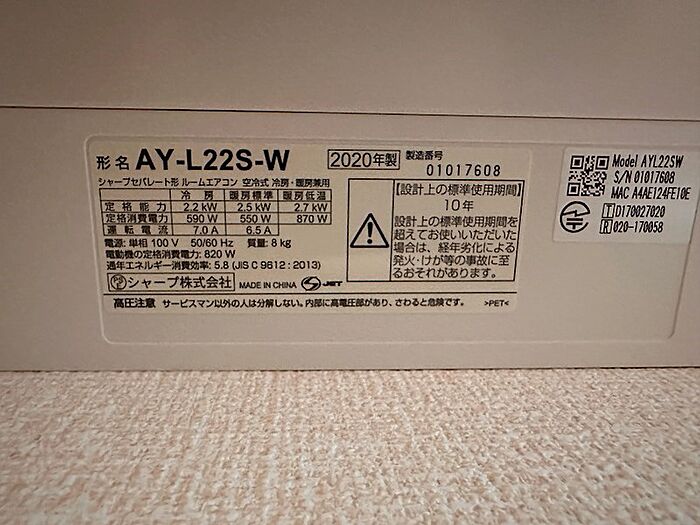 形名 AY-L22S-W 2020年製 製造番号 01017608
シャープセパレート形 ルームエアコン 空冷式 冷房・暖房兼用
冷房 暖房標準 暖房低温
定格能力 2.2 kW 2.5 kW 2.7 kW
定格消費電力 590 W 550 W 870 W
運転電流 7.0 A 6.5 A
電源: 単相 100 V 50/60 Hz 質量: 8 kg
電動機の定格消費電力: 820 W
通年エネルギー消費効率: 5.8 (JIS C 9612 : 2013)
シャープ株式会社 MADE IN CHINA S JET
【設計上の標準使用期間】
10年
設計上の標準使用期間を
超えてお使いいただいた
場合は、経年劣化による
発火・けが等の事故に至
るおそれがあります。
高圧注意 サービスマン以外の人は分解しない。内部に高電圧部があり、さわると危険です。 >PET<
Model AYL22SW
S/N 01017608
MAC A4AE124FE10E
T D170027020
R 020-170058